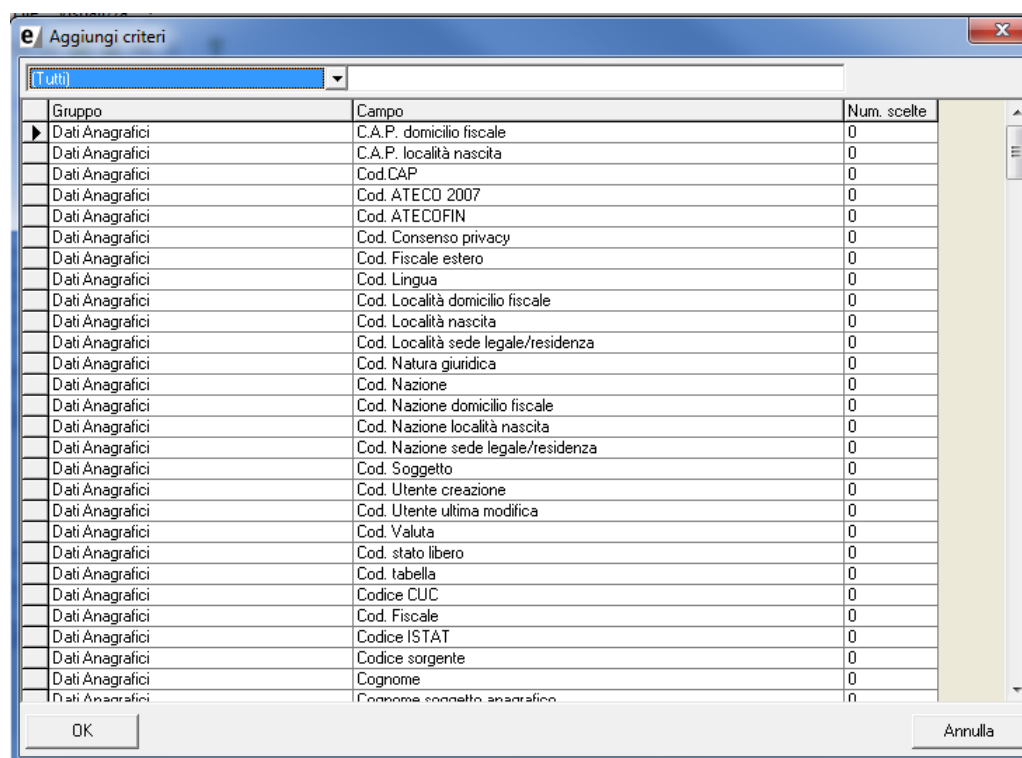 File Visualizza
e/ Aggiungi criteri
(Tutti)
Gruppo Campo Num. scelte
Dati Anagrafici C.A.P. domicilio fiscale 0
Dati Anagrafici C.A.P. località nascita 0
Dati Anagrafici Cod.CAP 0
Dati Anagrafici Cod. ATECO 2007 0
Dati Anagrafici Cod. ATECOFIN 0
Dati Anagrafici Cod. Consenso privacy 0
Dati Anagrafici Cod. Fiscale estero 0
Dati Anagrafici Cod. Lingua 0
Dati Anagrafici Cod. Località domicilio fiscale 0
Dati Anagrafici Cod. Località nascita 0
Dati Anagrafici Cod. Località sede legale/residenza 0
Dati Anagrafici Cod. Natura giuridica 0
Dati Anagrafici Cod. Nazione 0
Dati Anagrafici Cod. Nazione domicilio fiscale 0
Dati Anagrafici Cod. Nazione località nascita 0
Dati Anagrafici Cod. Nazione sede legale/residenza 0
Dati Anagrafici Cod. Soggetto 0
Dati Anagrafici Cod. Utente creazione 0
Dati Anagrafici Cod. Utente ultima modifica 0
Dati Anagrafici Cod. Valuta 0
Dati Anagrafici Cod. stato libero 0
Dati Anagrafici Cod. tabella 0
Dati Anagrafici Codice CUC 0
Dati Anagrafici Cod. Fiscale 0
Dati Anagrafici Codice ISTAT 0
Dati Anagrafici Codice sorgente 0
Dati Anagrafici Cognome 0
Dati Anagrafici Cognome soggetto anagrafico 0
OK Annulla